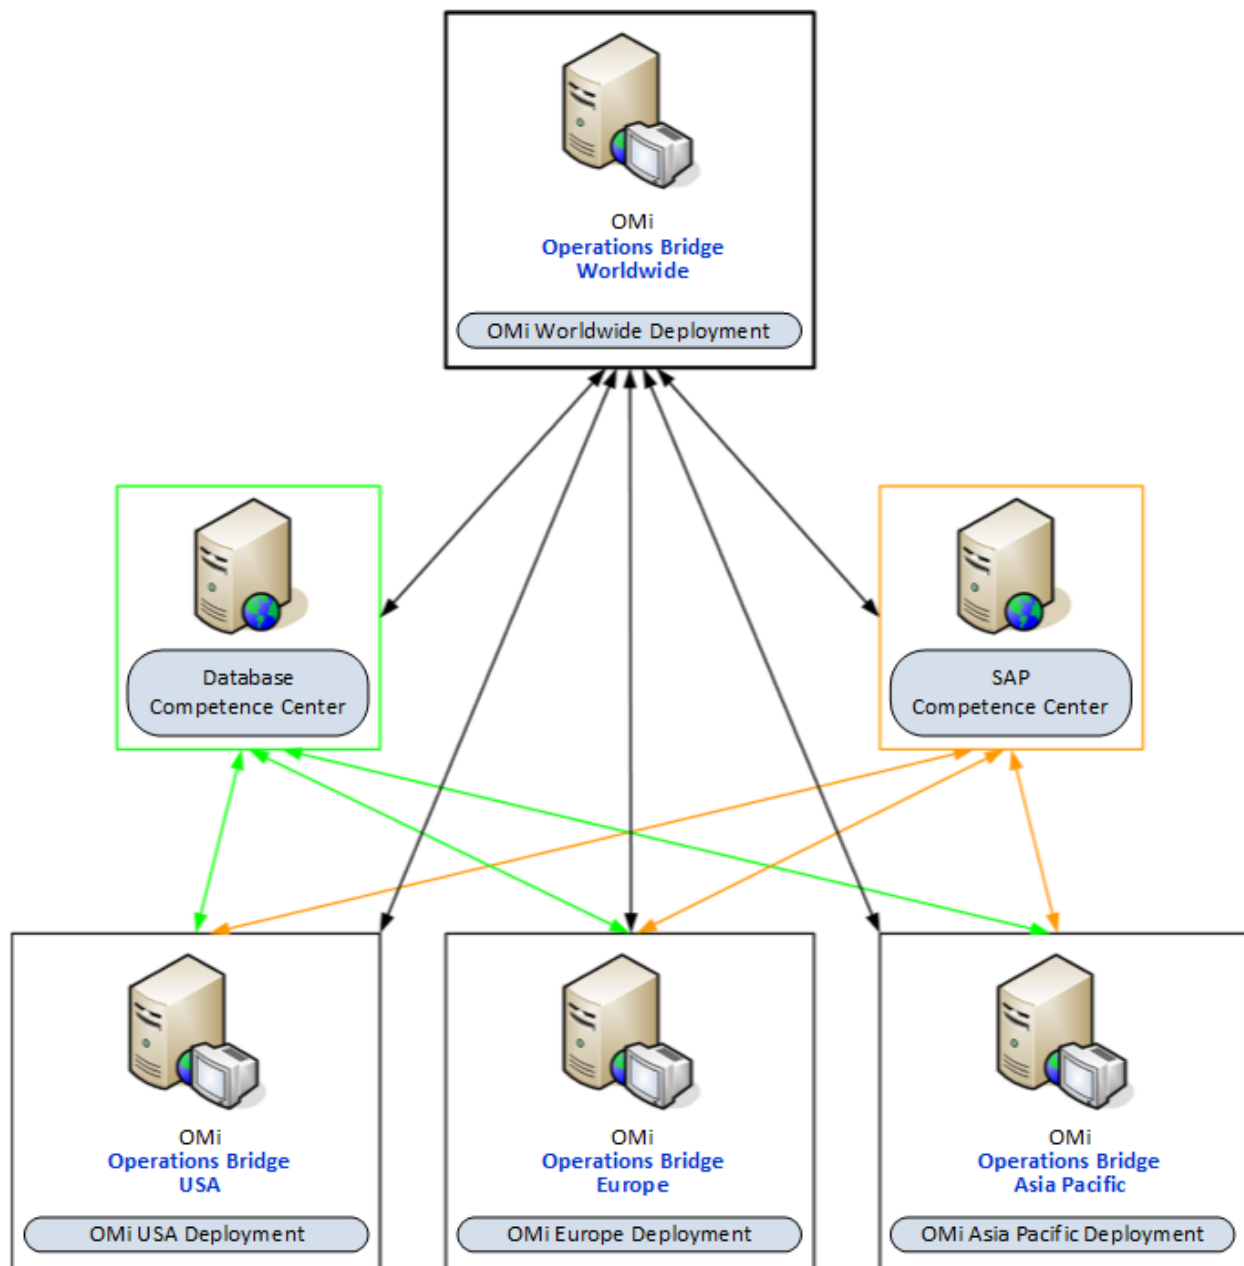 OMi
Operations Bridge
Worldwide
OMi Worldwide Deployment
Database
Competence Center
SAP
Competence Center
OMi
Operations Bridge
USA
OMi USA Deployment
OMi
Operations Bridge
Europe
OMi Europe Deployment
OMi
Operations Bridge
Asia Pacific
OMi Asia Pacific Deployment